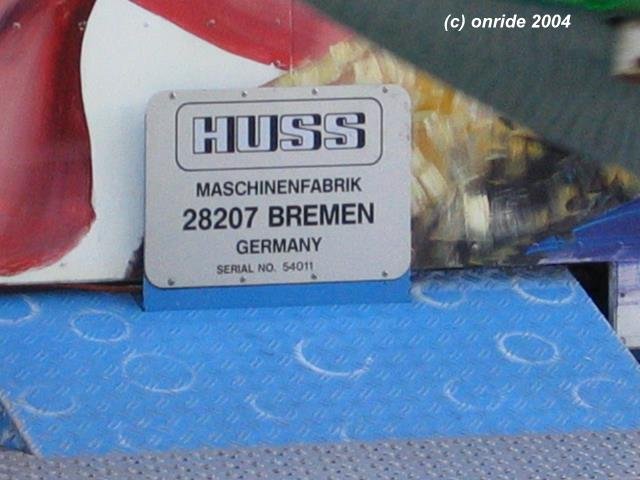 (c) onride 2004
HUSS
MASCHINENFABRIK
28207 BREMEN
GERMANY
SERIAL NO. 54011